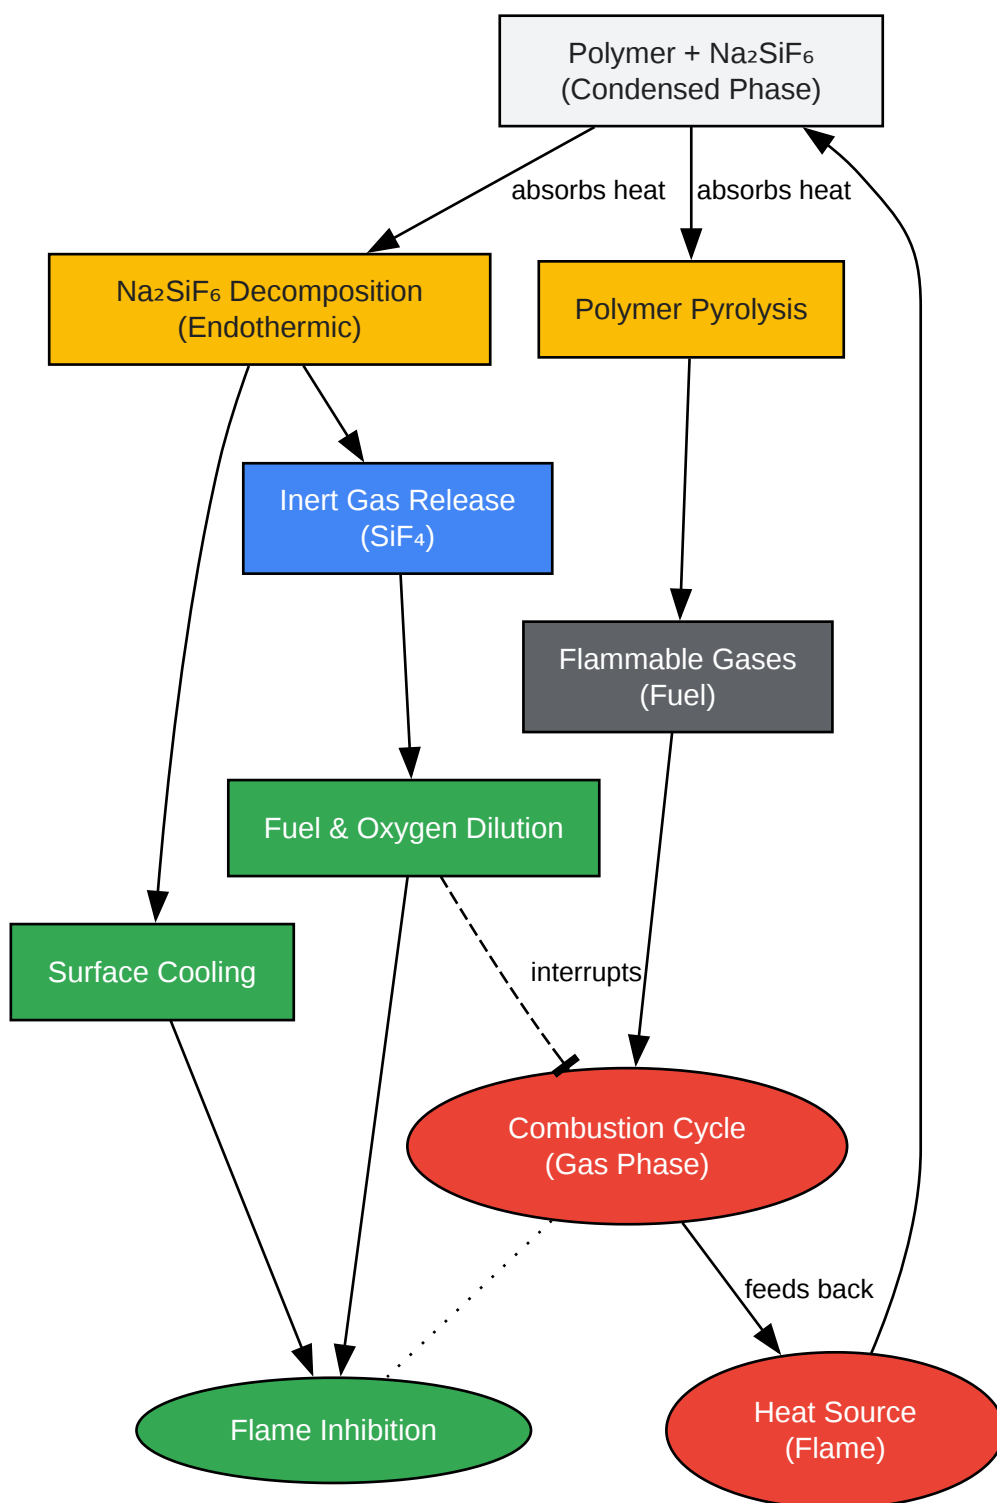 Polymer + Na₂SiF₆
(Condensed Phase)
absorbs heat
absorbs heat
Na₂SiF₆ Decomposition
(Endothermic)
Polymer Pyrolysis
Inert Gas Release
(SiF₄)
Flammable Gases
(Fuel)
Fuel & Oxygen Dilution
Surface Cooling
interrupts
Combustion Cycle
(Gas Phase)
feeds back
Flame Inhibition
Heat Source
(Flame)